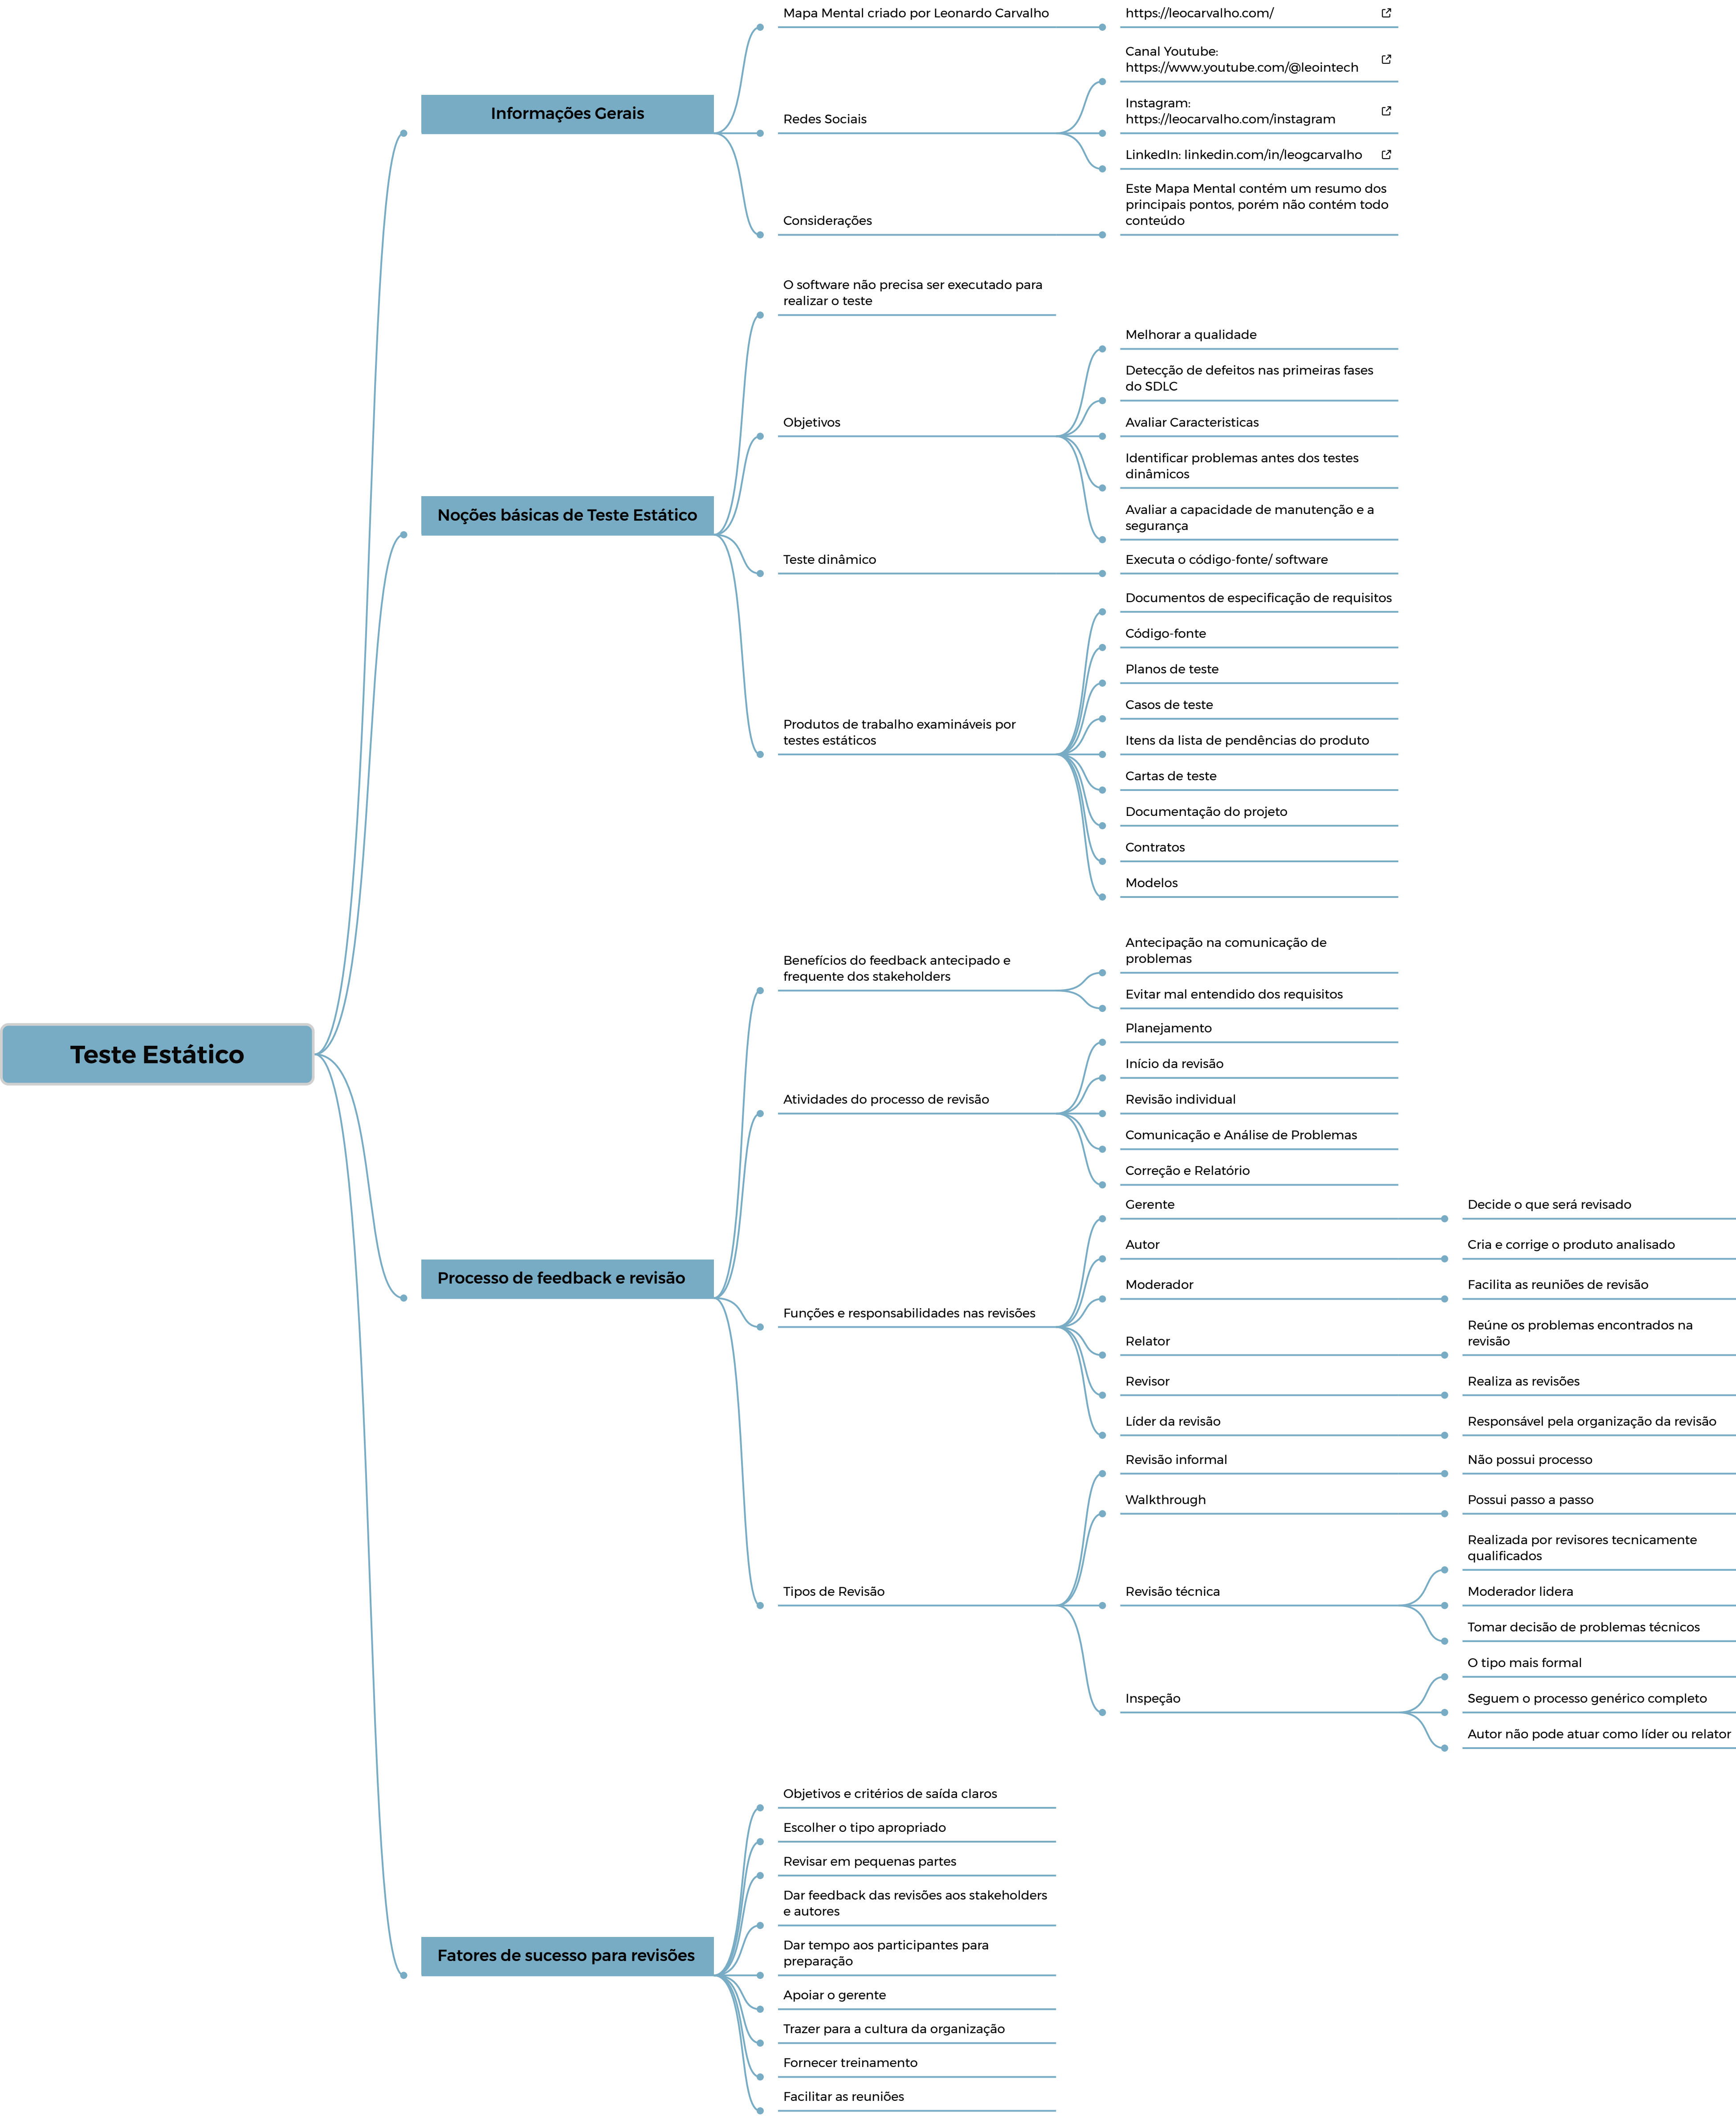 Mapa Mental criado por Leonardo Carvalho
https://leocarvalho.com/
Canal Youtube:
https://www.youtube.com/@leointech
Informações Gerais
Instagram:
https://leocarvalho.com/instagram
Redes Sociais
LinkedIn: linkedin.com/in/leogcarvalho
Este Mapa Mental contém um resumo dos
principais pontos, porém não contém todo
conteúdo
Considerações
O software não precisa ser executado para
realizar o teste
Melhorar a qualidade
Detecção de defeitos nas primeiras fases
do SDLC
Objetivos
Avaliar Caracteristicas
Identificar problemas antes dos testes
dinâmicos
Noções básicas de Teste Estático
Avaliar a capacidade de manutenção e a
segurança
Teste dinâmico
Executa o código-fonte/ software
Documentos de especificação de requisitos
Código-fonte
Planos de teste
Casos de teste
Produtos de trabalho examináveis por
testes estáticos
Itens da lista de pendências do produto
Cartas de teste
Documentação do projeto
Contratos
Modelos
Benefícios do feedback antecipado e
frequente dos stakeholders
Antecipação na comunicação de
problemas
Evitar mal entendido dos requisitos
Teste Estático
Planejamento
Início da revisão
Atividades do processo de revisão
Revisão individual
Comunicação e Análise de Problemas
Correção e Relatório
Processo de feedback e revisão
Gerente
Decide o que será revisado
Autor
Cria e corrige o produto analisado
Moderador
Facilita as reuniões de revisão
Funções e responsabilidades nas revisões
Relator
Reúne os problemas encontrados na
revisão
Revisor
Realiza as revisões
Líder da revisão
Responsável pela organização da revisão
Revisão informal
Não possui processo
Walkthrough
Possui passo a passo
Tipos de Revisão
Revisão técnica
Realizada por revisores tecnicamente
qualificados
Moderador lidera
Tomar decisão de problemas técnicos
Inspeção
O tipo mais formal
Seguem o processo genérico completo
Autor não pode atuar como líder ou relator
Fatores de sucesso para revisões
Objetivos e critérios de saída claros
Escolher o tipo apropriado
Revisar em pequenas partes
Dar feedback das revisões aos stakeholders
e autores
Dar tempo aos participantes para
preparação
Apoiar o gerente
Trazer para a cultura da organização
Fornecer treinamento
Facilitar as reuniões